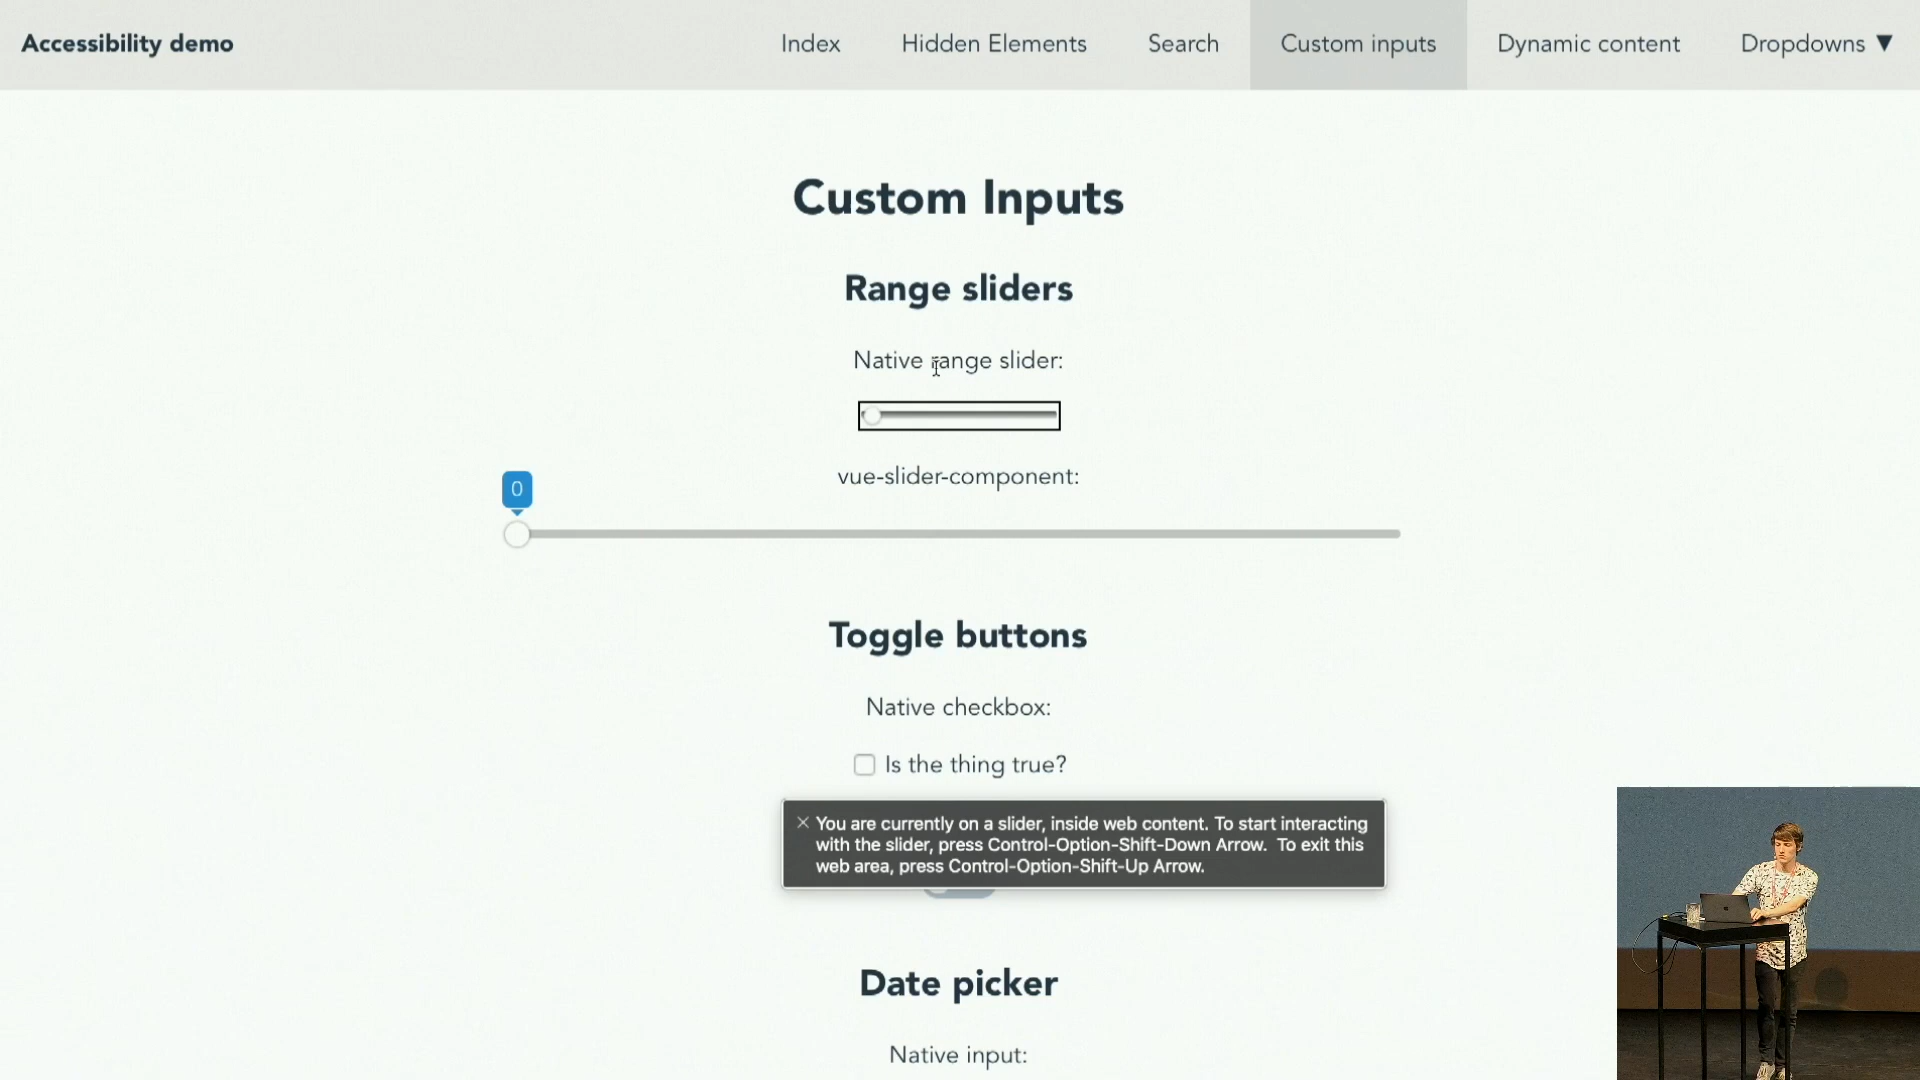 Accessibility demo
Index
Hidden Elements
Search
Custom inputs
Dynamic content
Dropdowns ▼
Custom Inputs
Range sliders
Native range slider:
vue-slider-component:
0
Toggle buttons
Native checkbox:
Is the thing true?
You are currently on a slider, inside web content. To start interacting
with the slider, press Control-Option-Shift-Down Arrow. To exit this
web area, press Control-Option-Shift-Up Arrow.
Date picker
Native input: